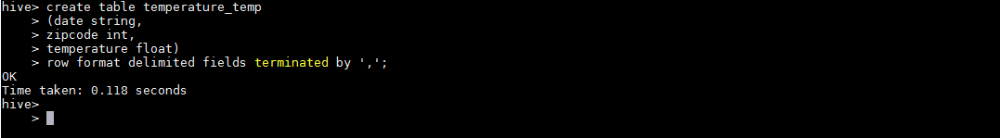 hive> create table temperature_temp
    > (date string,
    > zipcode int,
    > temperature float)
    > row format delimited fields terminated by ',';
OK
Time taken: 0.118 seconds
hive>
    >